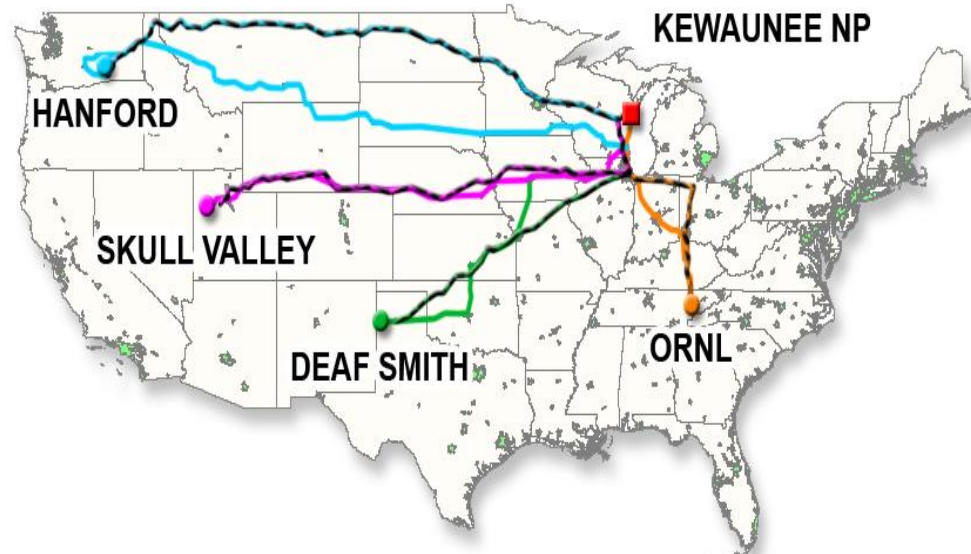 KEWAUNEE NP
HANFORD
SKULL VALLEY
DEAF SMITH
ORNL